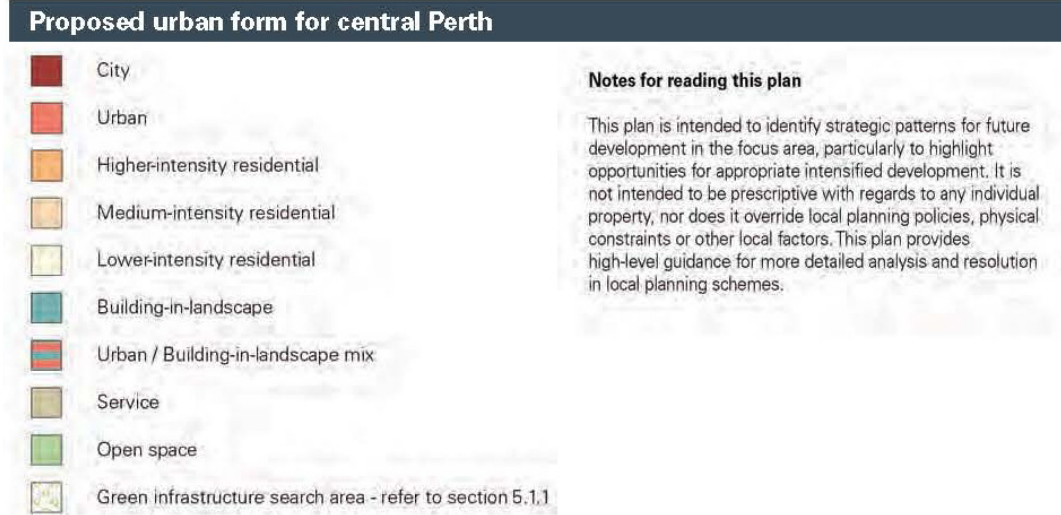 Proposed urban form for central Perth
City
Urban
Higher-intensity residential
Medium-intensity residential
Lower-intensity residential
Building-in-landscape
Urban / Building-in-landscape mix
Service
Open space
Green infrastructure search area - refer to section 5.1.1
Notes for reading this plan
This plan is intended to identify strategic patterns for future
development in the focus area, particularly to highlight
opportunities for appropriate intensified development. It is
not intended to be prescriptive with regards to any individual
property, nor does it override local planning policies, physical
constraints or other local factors. This plan provides
high-level guidance for more detailed analysis and resolution
in local planning schemes.